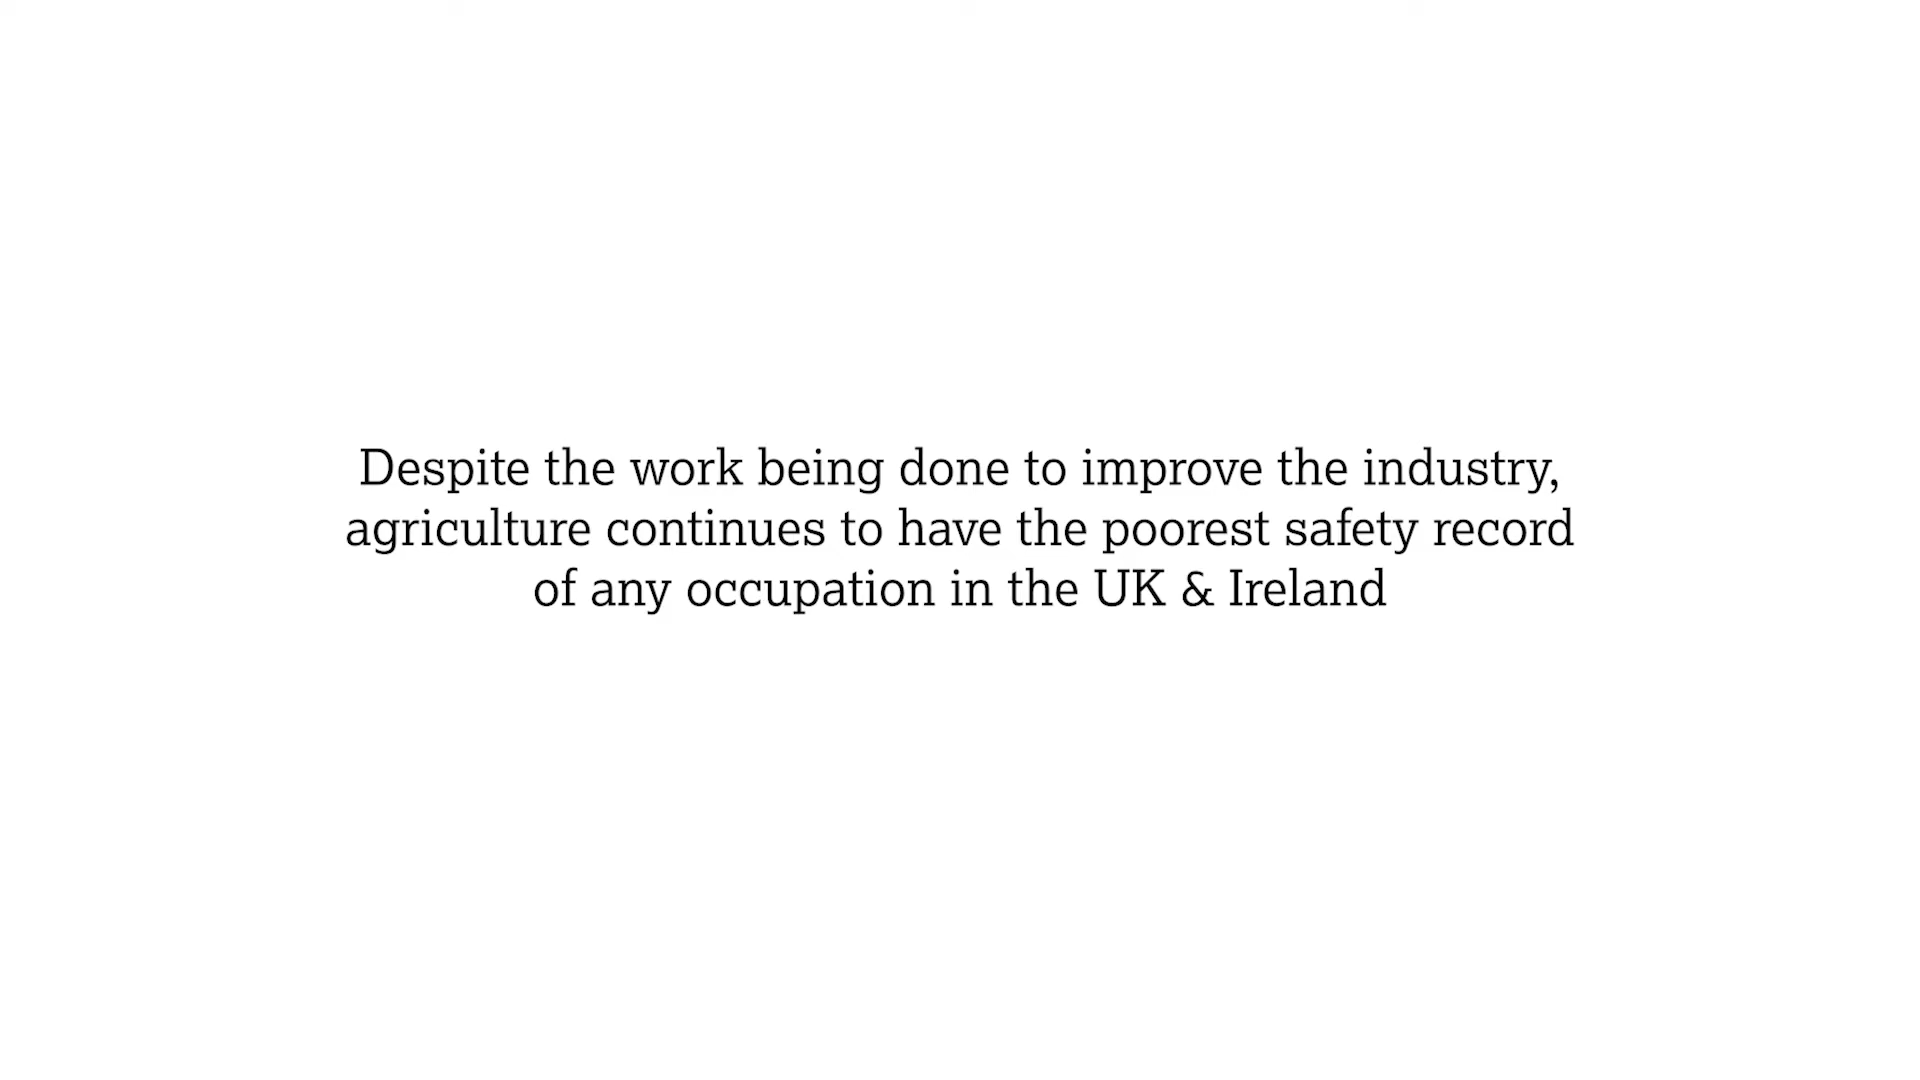 Despite the work being done to improve the industry,
agriculture continues to have the poorest safety record
of any occupation in the UK & Ireland